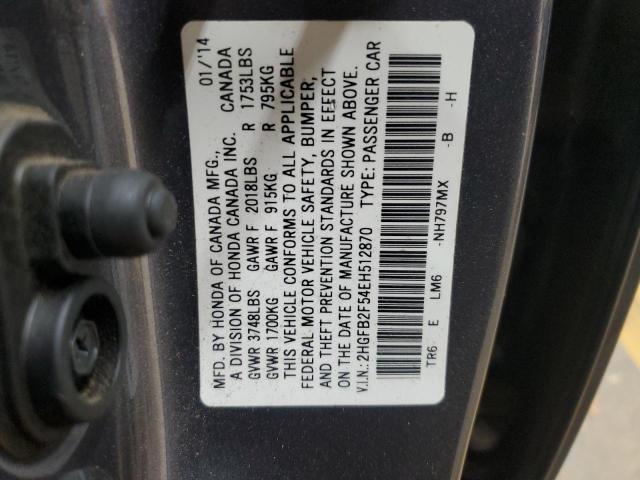 MFD. BY HONDA OF CANADA MFG., 01/'14
A DIVISION OF HONDA CANADA INC. CANADA
GVWR 3748LBS GAWR F 2018LBS R 1753LBS
GVWR 1700KG GAWR F 915KG R 795KG
THIS VEHICLE CONFORMS TO ALL APPLICABLE
FEDERAL MOTOR VEHICLE SAFETY, BUMPER,
AND THEFT PREVENTION STANDARDS IN EFFECT
ON THE DATE OF MANUFACTURE SHOWN ABOVE.
V.I.N.: 2HGFB2F54EH512870 TYPE: PASSENGER CAR
TR6 E LM6 -NH797MX -B -H